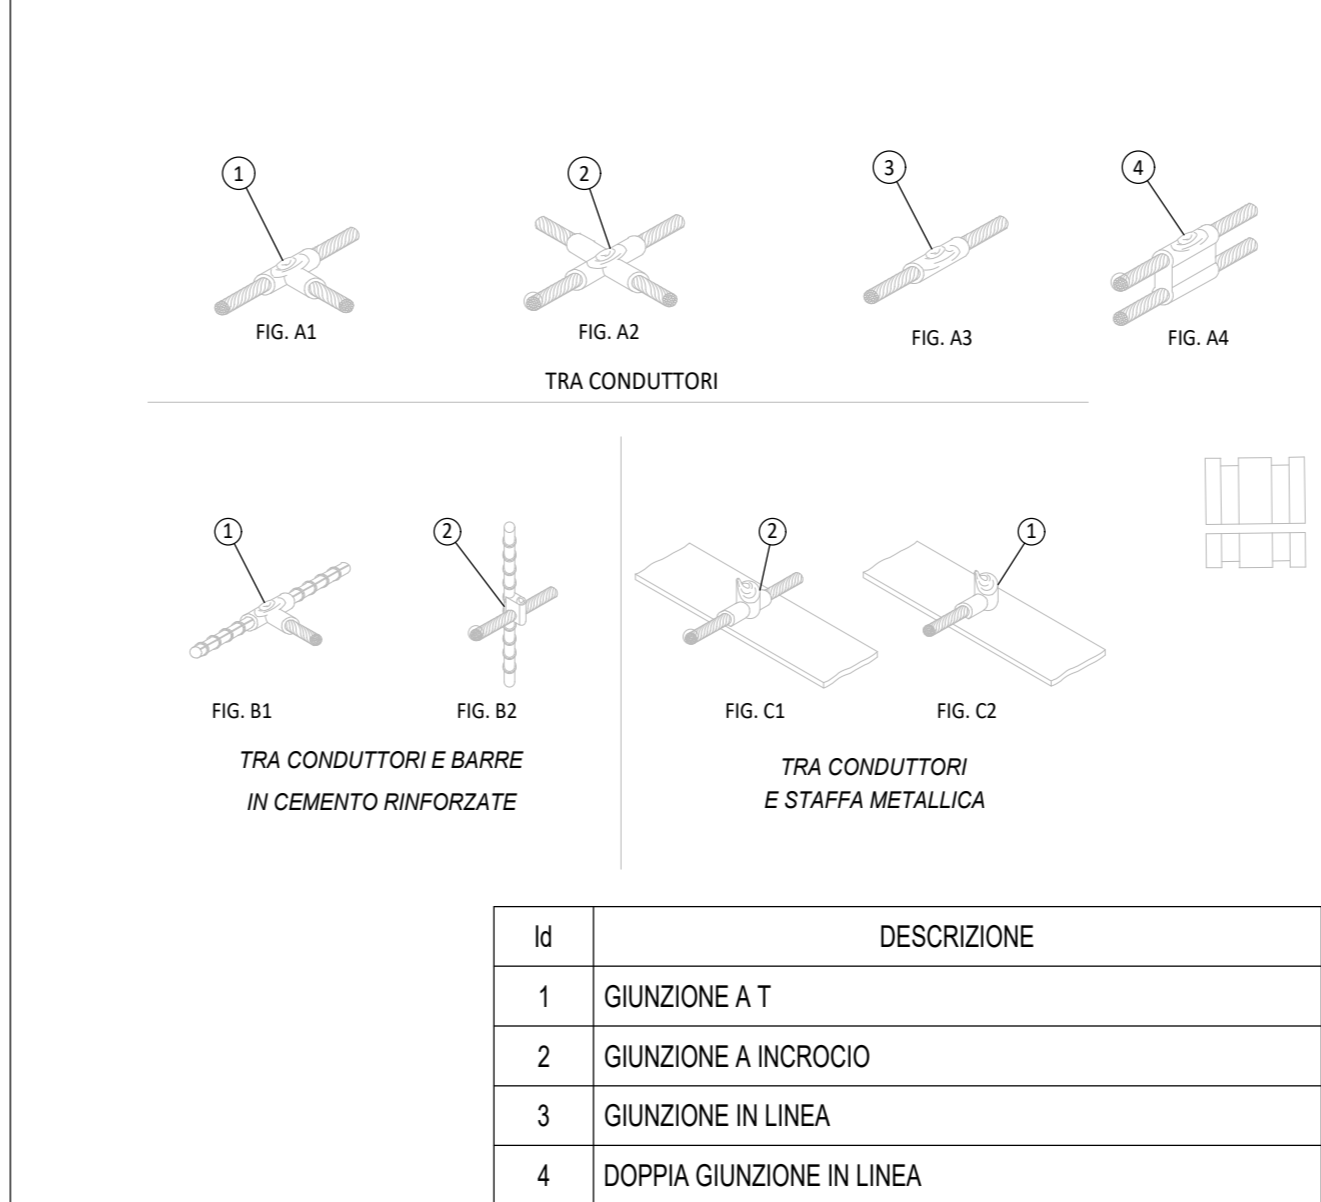 1
2
3
4
FIG. A1
FIG. A2
FIG. A3
FIG. A4
TRA CONDUTTORI
1
2
2
1
FIG. B1
FIG. B2
FIG. C1
FIG. C2
TRA CONDUTTORI E BARRE
IN CEMENTO RINFORZATE
TRA CONDUTTORI
E STAFFA METALLICA
Id DESCRIZIONE
1 GIUNZIONE A T
2 GIUNZIONE A INCROCIO
3 GIUNZIONE IN LINEA
4 DOPPIA GIUNZIONE IN LINEA